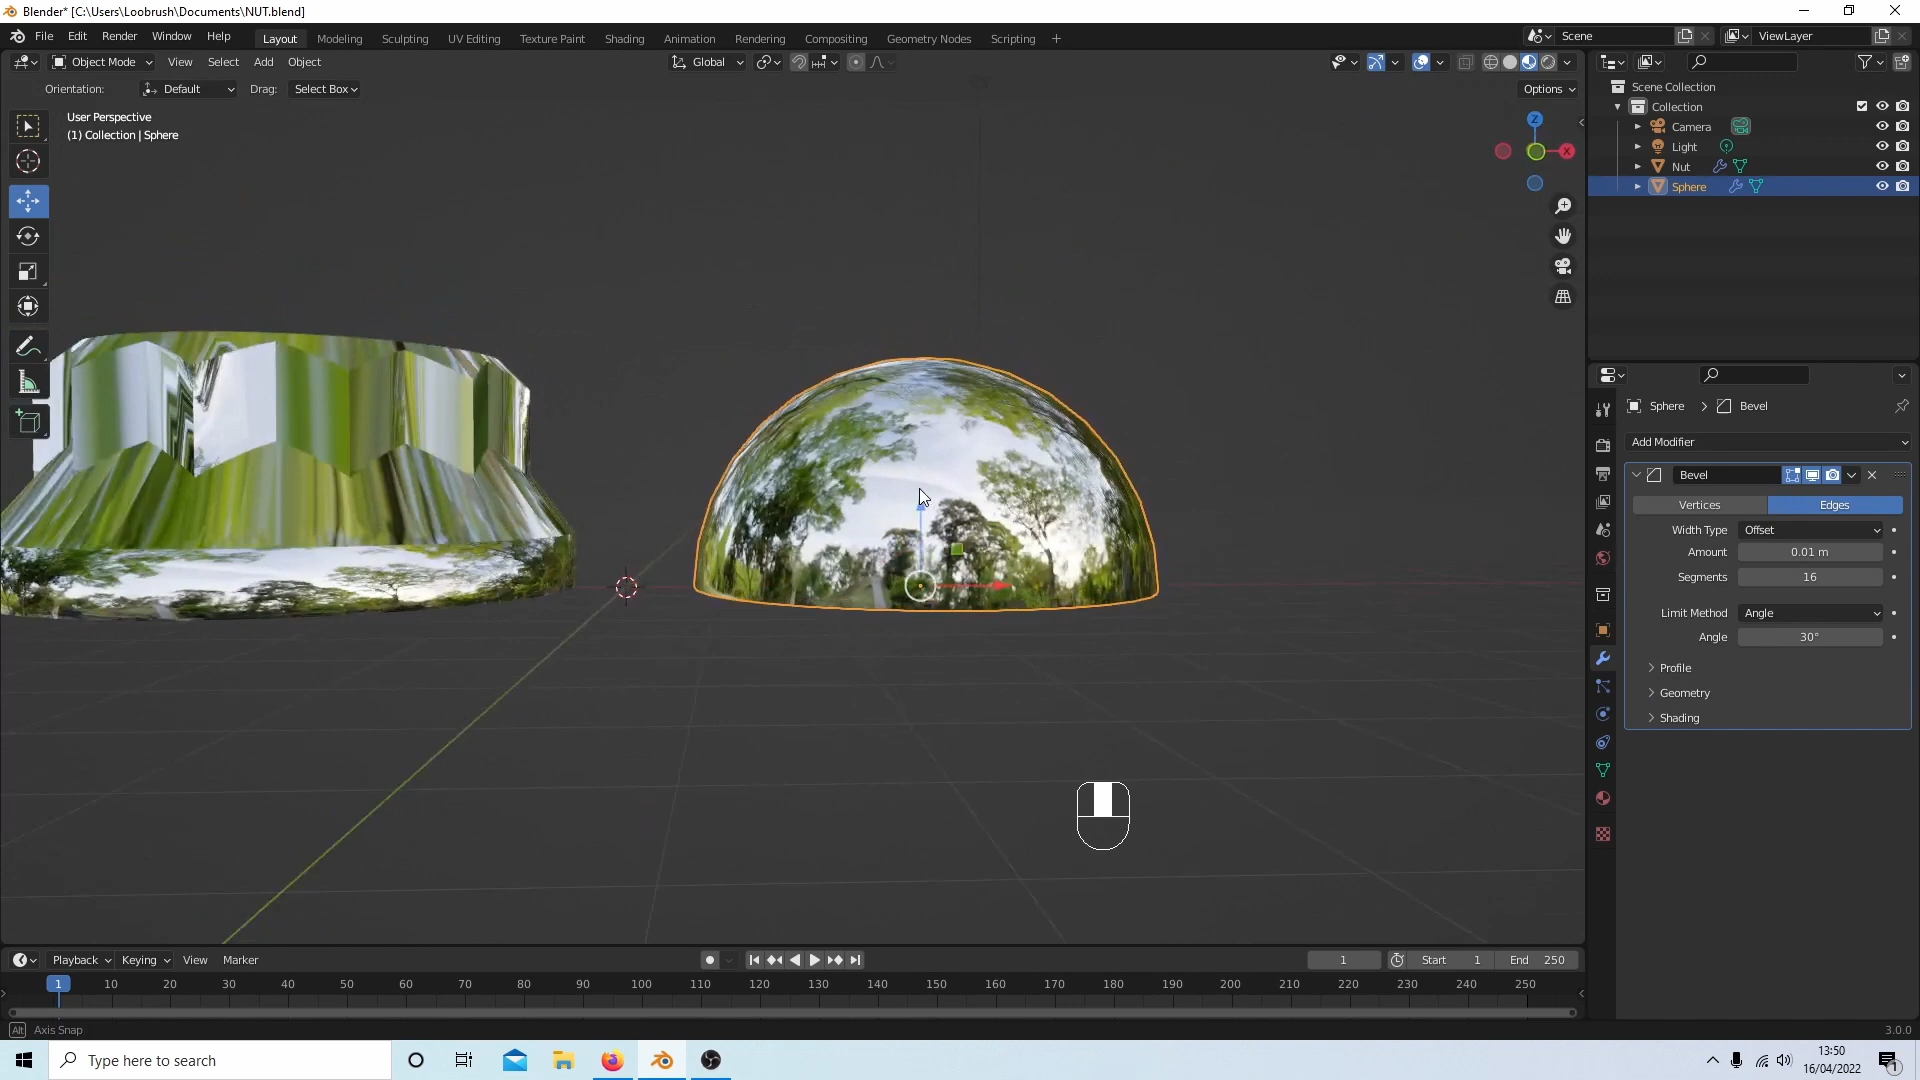 Blender* [C:\Users\Loobrush\Documents\NUT.blend]
File Edit Render Window Help Layout Modeling Sculpting UV Editing Texture Paint Shading Animation Rendering Compositing Geometry Nodes Scripting + Scene ViewLayer
Object Mode View Select Add Object Global
Orientation: Default Drag: Select Box Options
User Perspective
(1) Collection | Sphere
Z
X
Scene Collection
Collection
Camera
Light
Nut
Sphere
Sphere Bevel
Add Modifier
Bevel
Vertices Edges
Width Type Offset
Amount 0.01 m
Segments 16
Limit Method Angle
Angle 30°
Profile
Geometry
Shading
Playback Keying View Marker 1 Start 1 End 250
1 10 20 30 40 50 60 70 80 90 100 110 120 130 140 150 160 170 180 190 200 210 220 230 240 250
Alt Axis Snap 3.0.0
Type here to search
13:50
16/04/2022
1